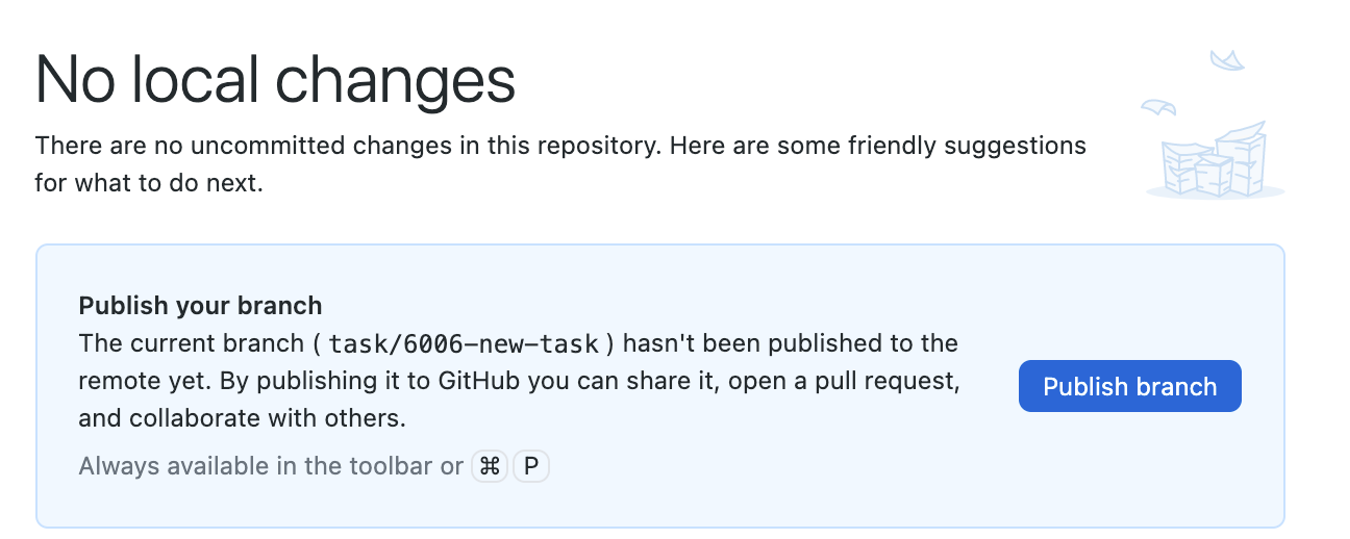 No local changes
There are no uncommitted changes in this repository. Here are some friendly suggestions
for what to do next.
Publish your branch
The current branch ( task/6006-new-task ) hasn't been published to the
remote yet. By publishing it to GitHub you can share it, open a pull request,
and collaborate with others.
Publish branch
Always available in the toolbar or ⌘ P